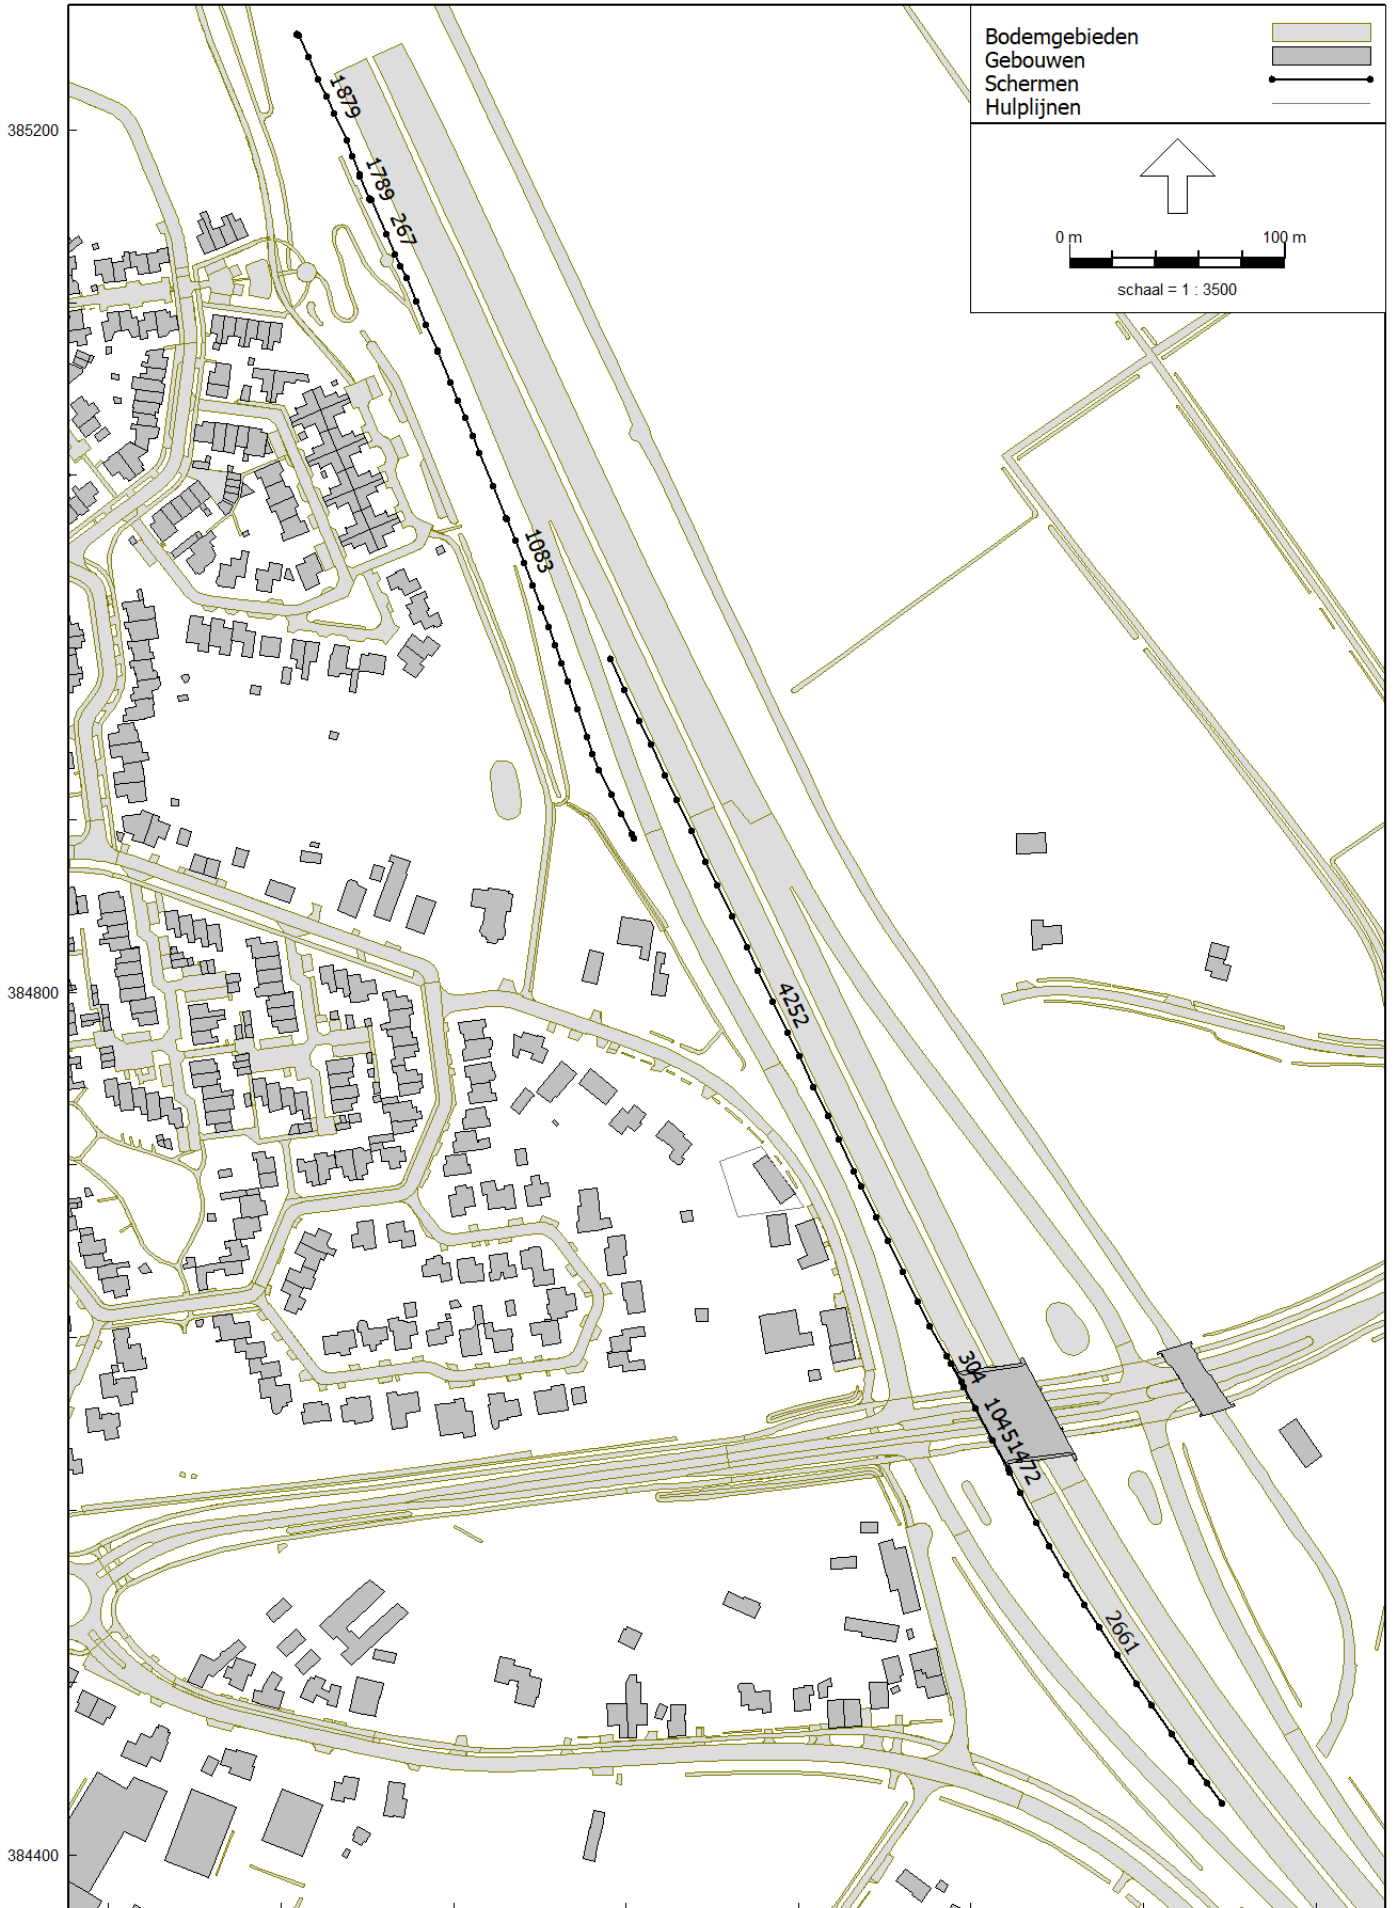 Bodemgebieden
Gebouwen
Schermen
Hulplijnen
0 m 100 m
schaal = 1 : 3500
385200
384800
384400
1879
1789
267
1083
4252
304
1045
1472
2661